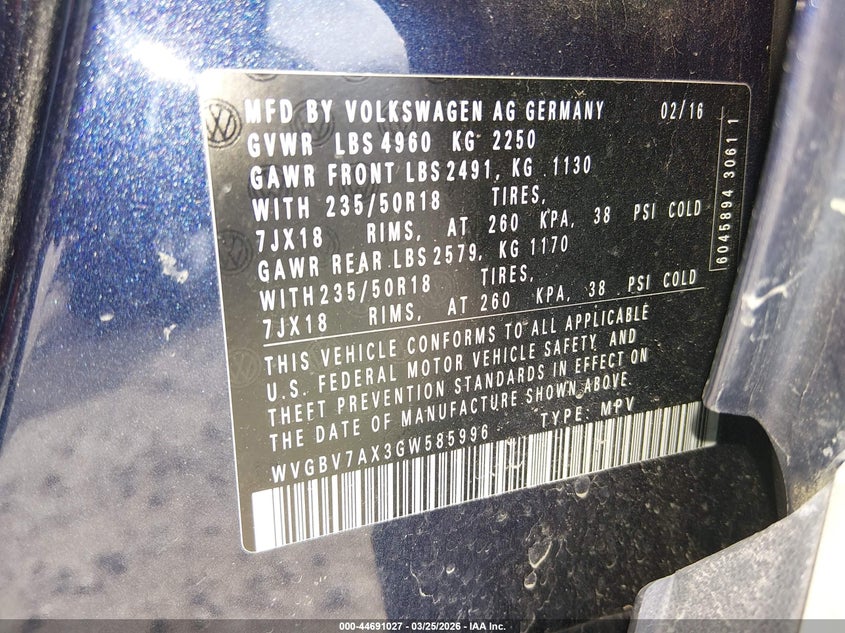 MFD BY VOLKSWAGEN AG GERMANY 02/16
GVWR LBS 4960 KG 2250
GAWR FRONT LBS 2491, KG 1130
WITH 235/50R18 TIRES,
7JX18 RIMS, AT 260 KPA, 38 PSI COLD
GAWR REAR LBS 2579, KG 1170
WITH 235/50R18 TIRES,
7JX18 RIMS, AT 260 KPA, 38 PSI COLD
THIS VEHICLE CONFORMS TO ALL APPLICABLE
U.S. FEDERAL MOTOR VEHICLE SAFETY, AND
THEFT PREVENTION STANDARDS IN EFFECT ON
THE DATE OF MANUFACTURE SHOWN ABOVE.
WVGBV7AX3GW585996 TYPE: MPV
6045894 3061 1
000-44691027 - 03/25/2026 - IAA Inc.